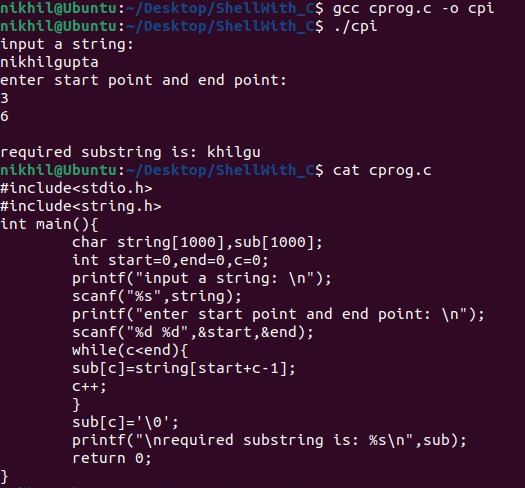 nikhil@Ubuntu:~/Desktop/ShellWith_C$ gcc cprog.c -o cpi
nikhil@Ubuntu:~/Desktop/ShellWith_C$ ./cpi
input a string:
nikhilgupta
enter start point and end point:
3
6

required substring is: khilgu
nikhil@Ubuntu:~/Desktop/ShellWith_C$ cat cprog.c
#include<stdio.h>
#include<string.h>
int main(){
        char string[1000],sub[1000];
        int start=0,end=0,c=0;
        printf("input a string: \n");
        scanf("%s",string);
        printf("enter start point and end point: \n");
        scanf("%d %d",&start,&end);
        while(c<end){
        sub[c]=string[start+c-1];
        c++;
        }
        sub[c]='\0';
        printf("\nrequired substring is: %s\n",sub);
        return 0;
}